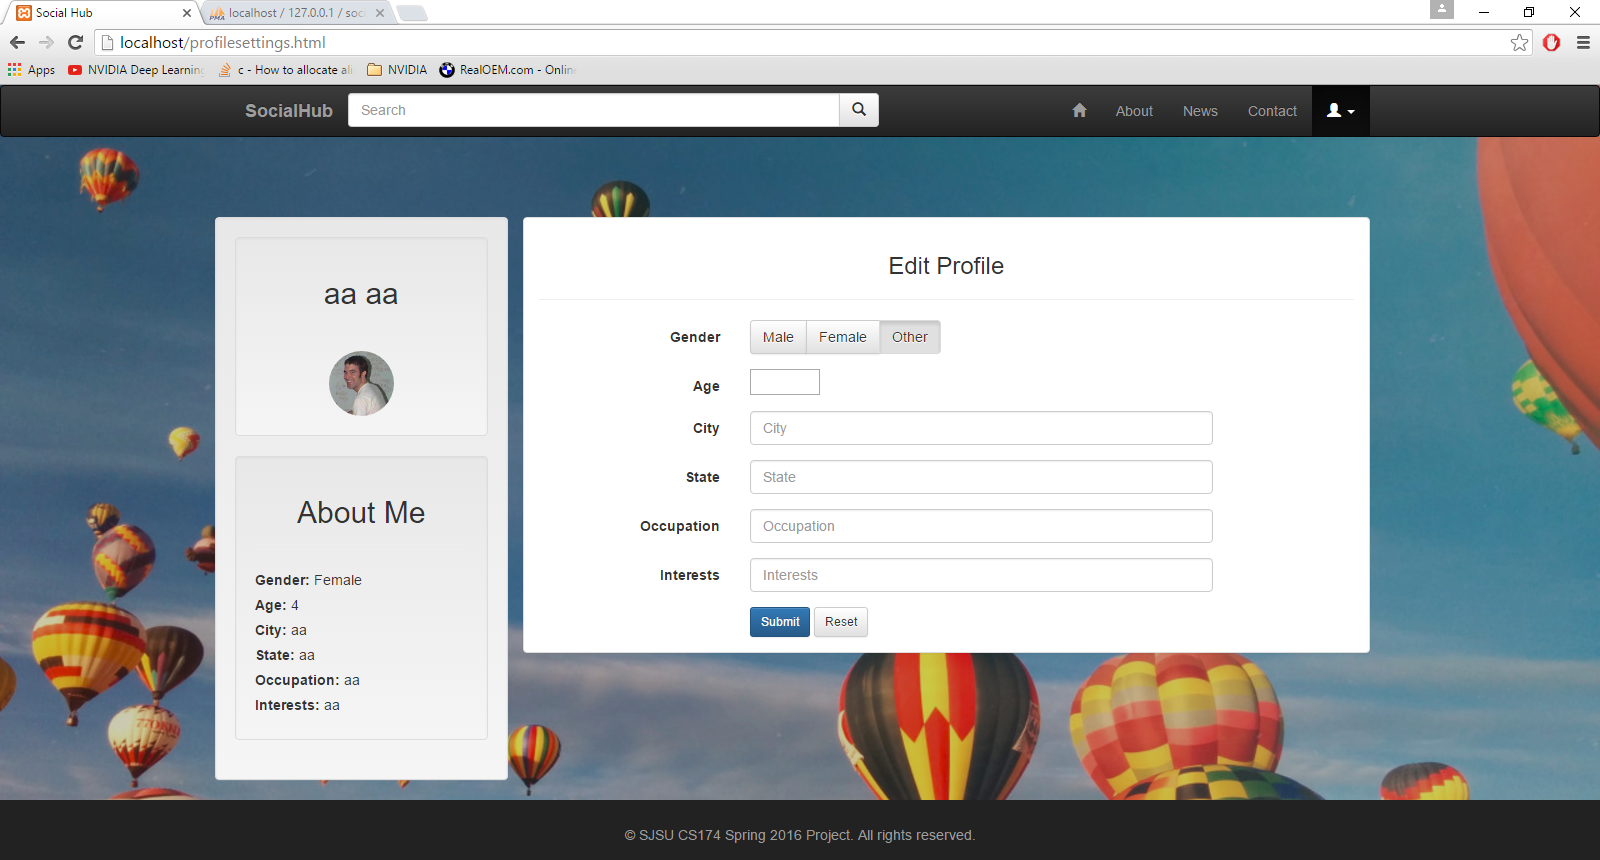 Social Hub
localhost / 127.0.0.1 / soc
localhost/profilesettings.html
Apps
NVIDIA Deep Learning
c - How to allocate ali
NVIDIA
RealOEM.com - Onlin
SocialHub
Search
About
News
Contact
aa aa
About Me
Gender: Female
Age: 4
City: aa
State: aa
Occupation: aa
Interests: aa
Edit Profile
Gender
Male
Female
Other
Age
City
City
State
State
Occupation
Occupation
Interests
Interests
Submit
Reset
© SJSU CS174 Spring 2016 Project. All rights reserved.